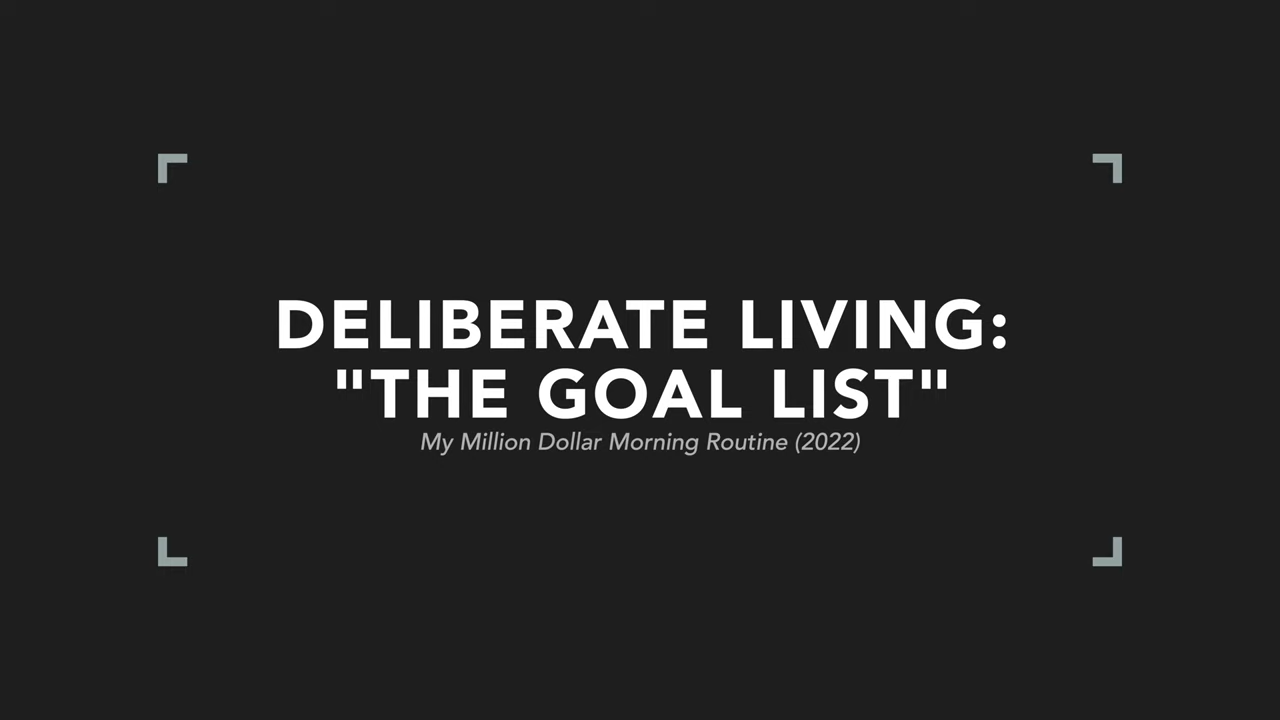 DELIBERATE LIVING:
"THE GOAL LIST"
My Million Dollar Morning Routine (2022)